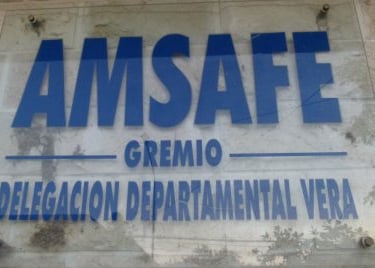 AMSAFE
GREMIO
DELEGACION DEPARTAMENTAL VERA